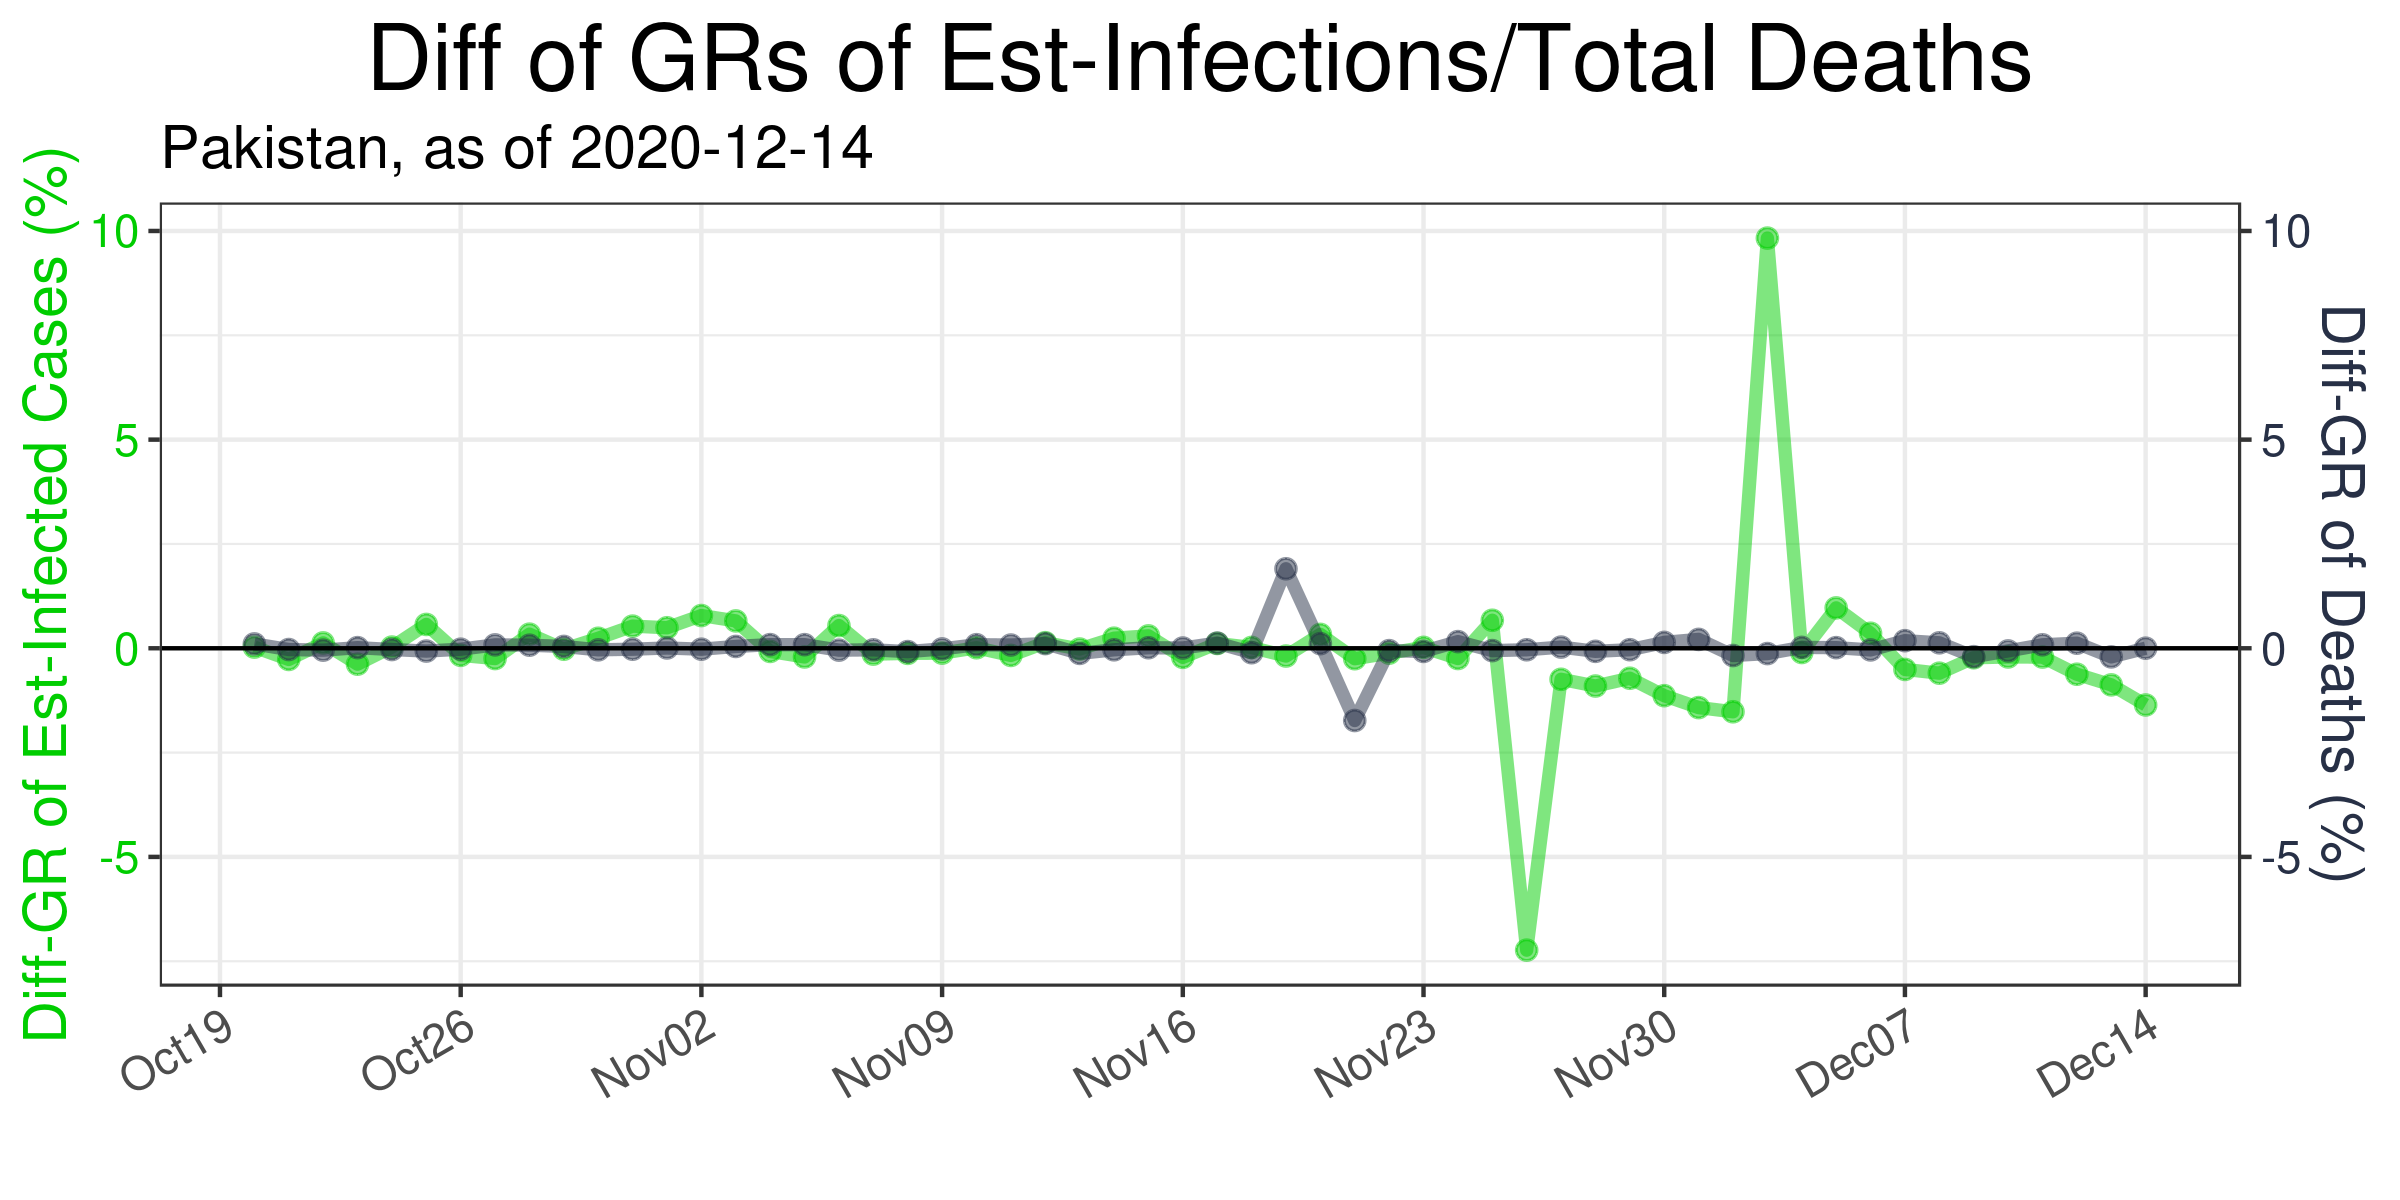 Diff of GRs of Est-Infections/Total Deaths
Pakistan, as of 2020-12-14
Diff-GR of Est-Infected Cases (%)
10
5
0
-5
10
5
0
-5
Diff-GR of Deaths (%)
Oct19
Oct26
Nov02
Nov09
Nov16
Nov23
Nov30
Dec07
Dec14